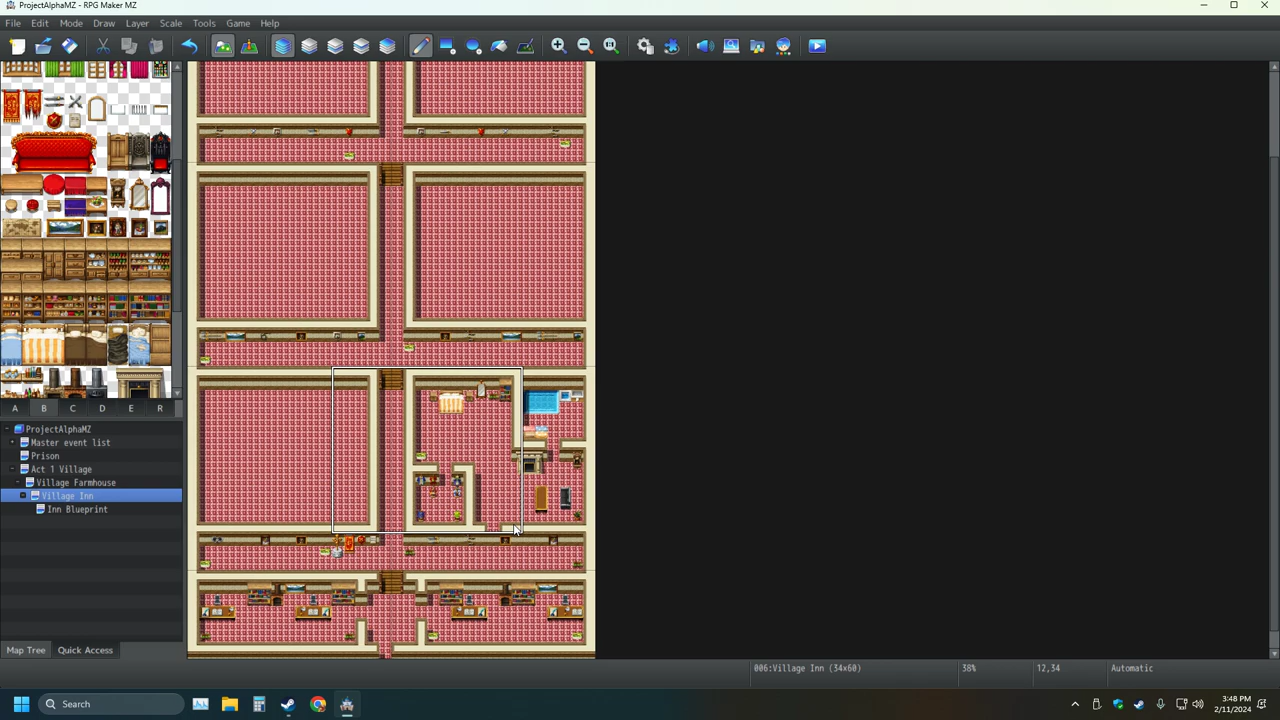 ProjectAlphaMZ - RPG Maker MZ
File Edit Mode Draw Layer Scale Tools Game Help
A B C D E R
ProjectAlphaMZ
Master event list
Prison
Act 1 Village
Village Farmhouse
Village Inn
Inn Blueprint
Map Tree Quick Access
006:Village Inn (34x60) 38% 12,34 Automatic
Search
3:48 PM
2/11/2024